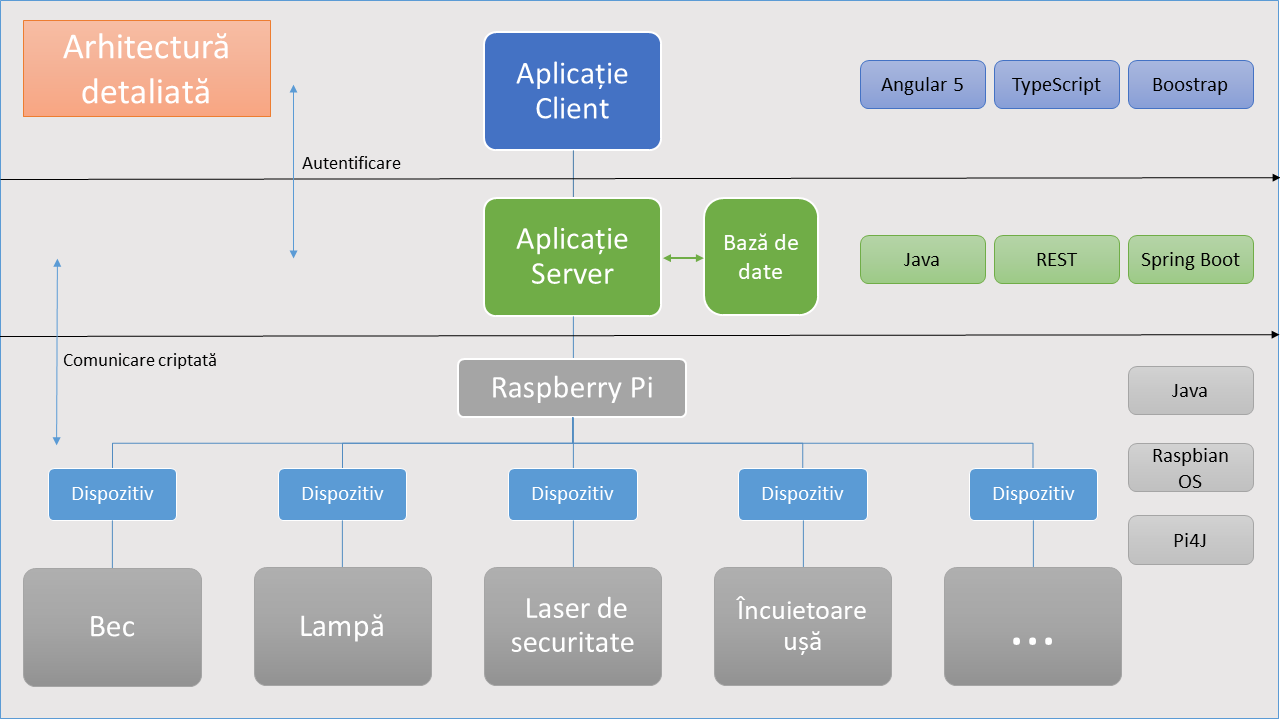 Arhitectură
detaliată
Aplicație
Client
Angular 5
TypeScript
Boostrap
Autentificare
Aplicație
Server
Bază de
date
Java
REST
Spring Boot
Comunicare criptată
Raspberry Pi
Java
Raspbian
OS
Pi4J
Dispozitiv
Dispozitiv
Dispozitiv
Dispozitiv
Dispozitiv
Bec
Lampă
Laser de
securitate
Încuietoare
ușă
...